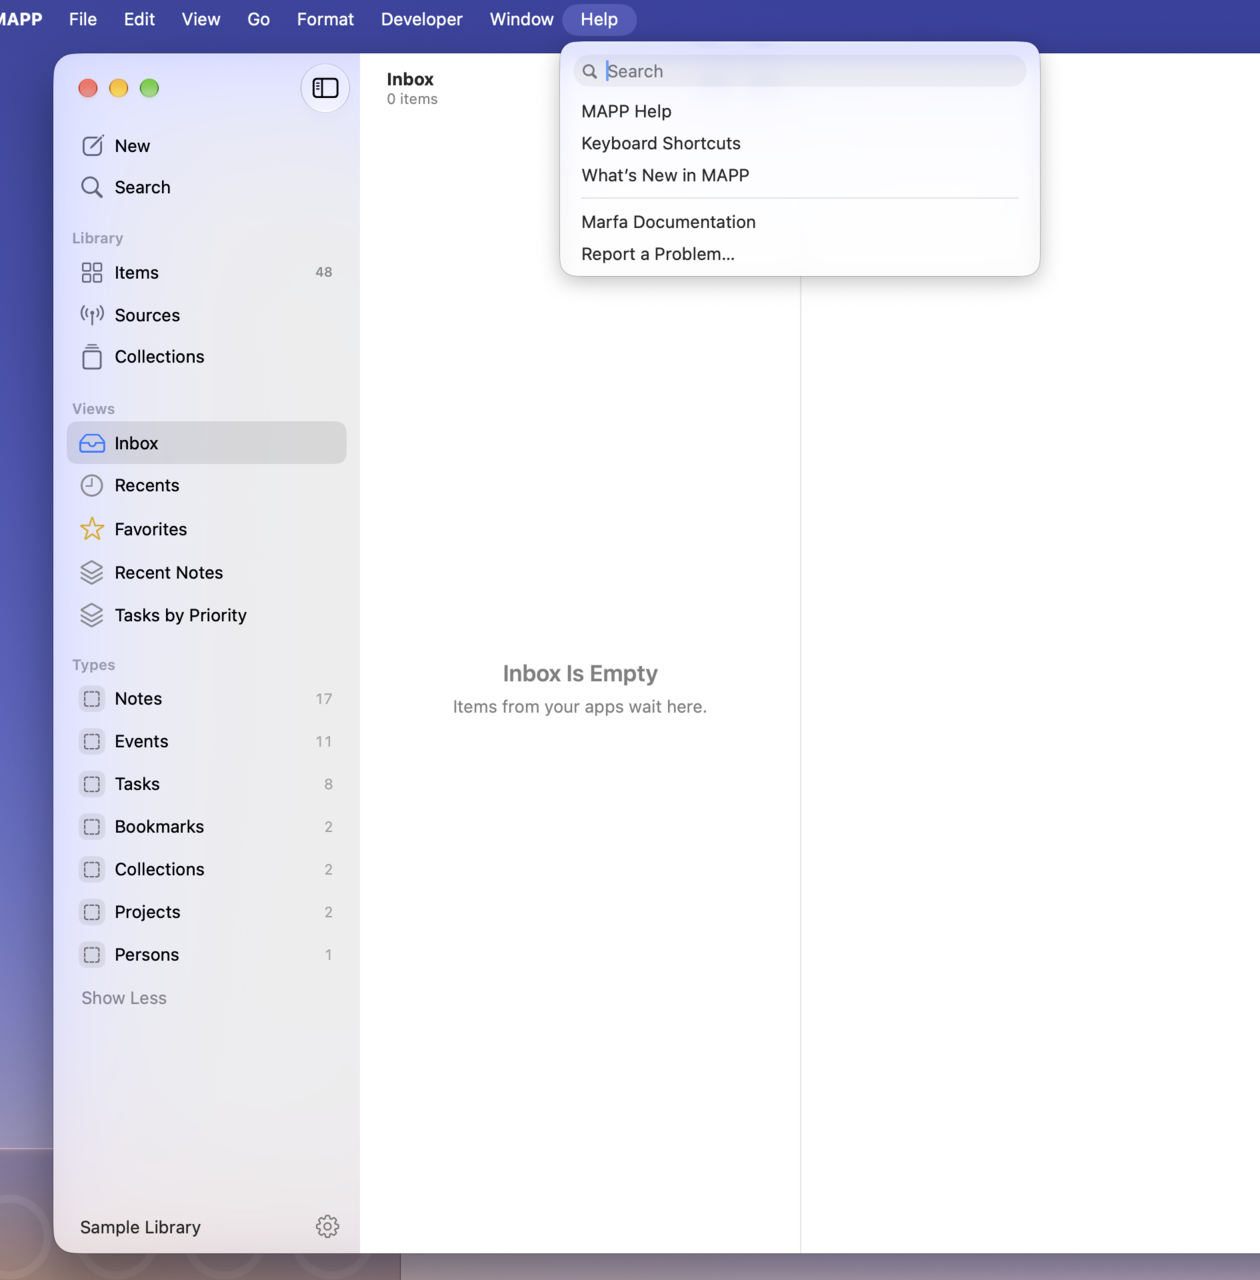 MAPP File Edit View Go Format Developer Window Help
Search
MAPP Help
Keyboard Shortcuts
What's New in MAPP
Marfa Documentation
Report a Problem...
New
Search
Library
Items 48
Sources
Collections
Views
Inbox
Recents
Favorites
Recent Notes
Tasks by Priority
Types
Notes 17
Events 11
Tasks 8
Bookmarks 2
Collections 2
Projects 2
Persons 1
Show Less
Sample Library
Inbox
0 items
Inbox Is Empty
Items from your apps wait here.